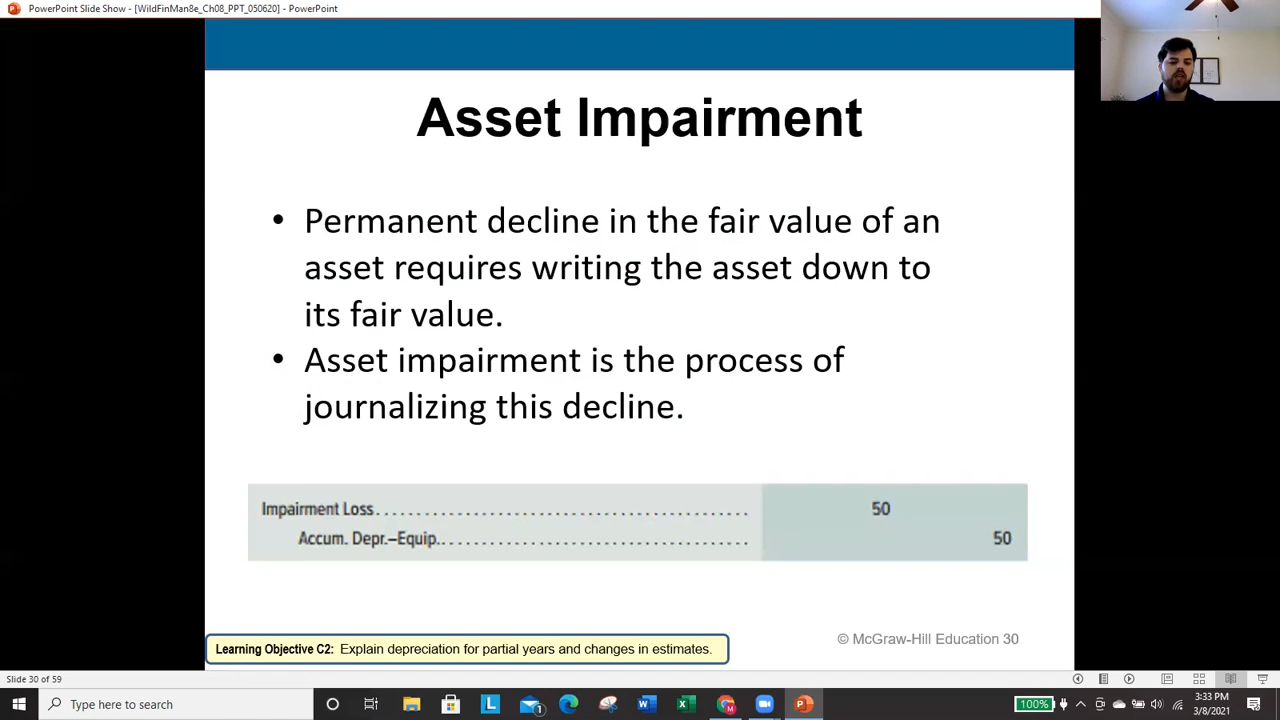 PowerPoint Slide Show - [WildFinMan8e_Ch08_PPT_050620] - PowerPoint
Asset Impairment
• Permanent decline in the fair value of an
asset requires writing the asset down to
its fair value.
• Asset impairment is the process of
journalizing this decline.
Impairment Loss.................................................. 50
Accum. Depr.–Equip.......................................... 50
Learning Objective C2: Explain depreciation for partial years and changes in estimates.
© McGraw-Hill Education 30
Slide 30 of 59
Type here to search
100%
3:33 PM
3/8/2021